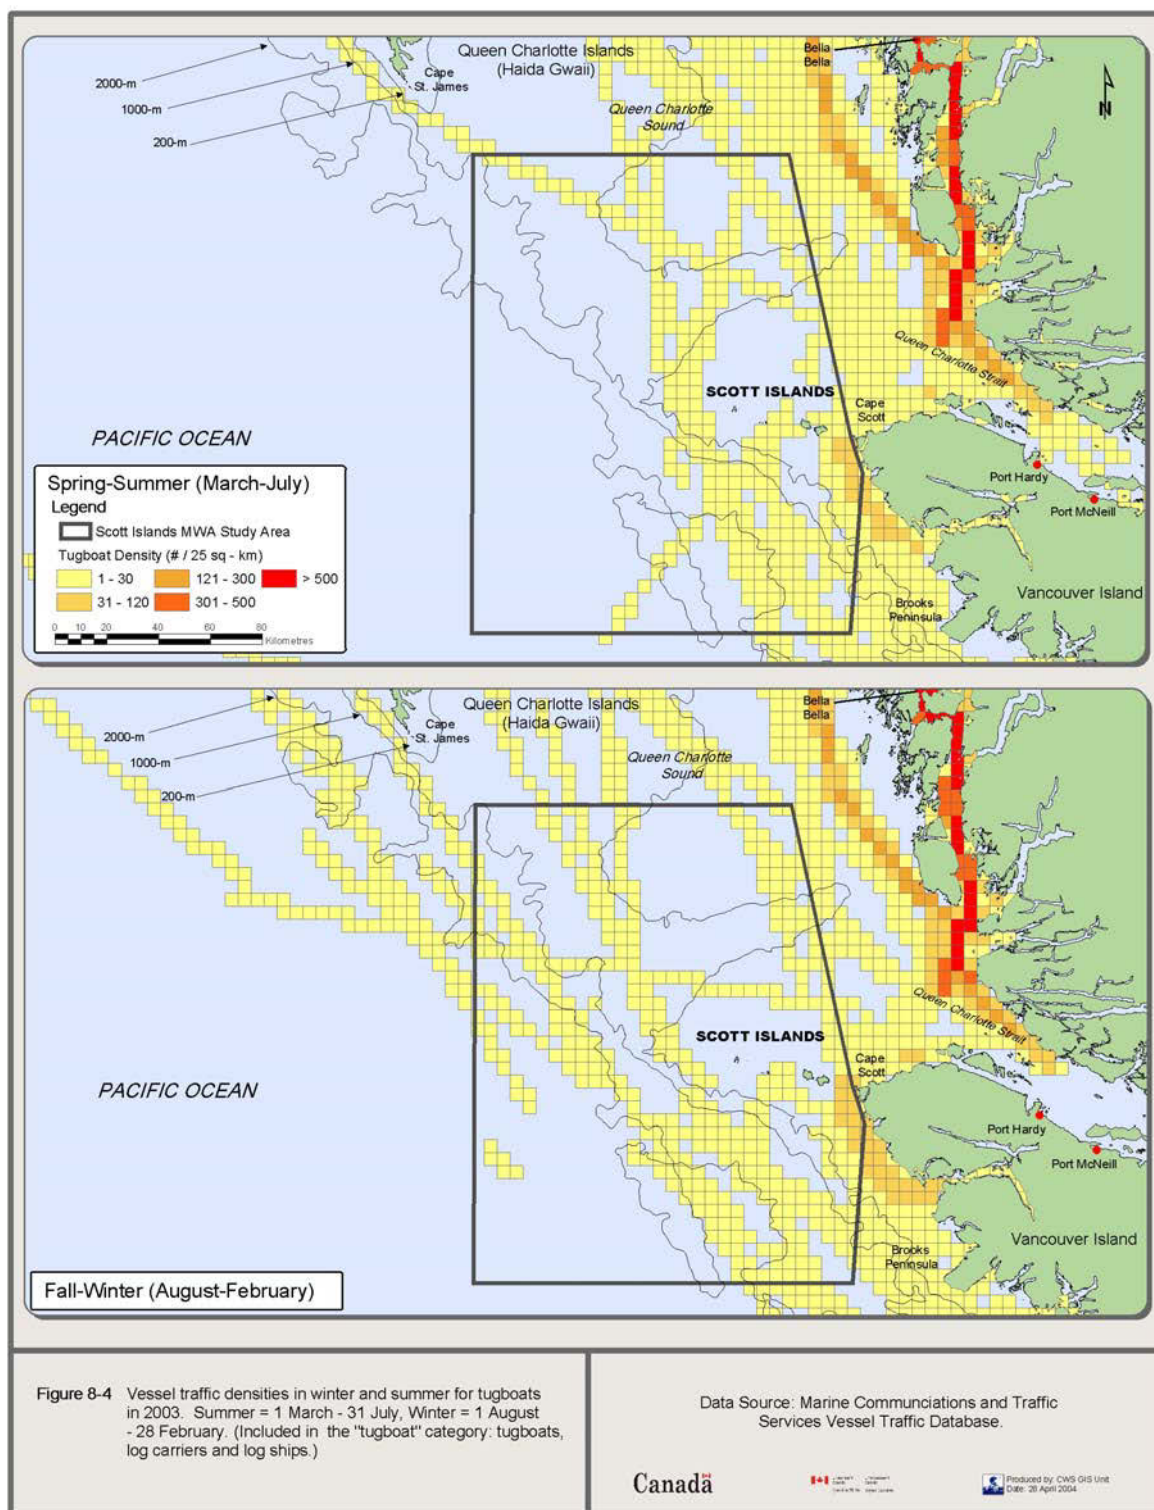 Queen Charlotte Islands
(Haida Gwaii)
Bella
Bella
2000-m
Cape
St. James
1000-m
Queen Charlotte
Sound
N
200-m
Queen Charlotte Strait
SCOTT ISLANDS
Cape
Scott
PACIFIC OCEAN
Port Hardy
Port McNeill
Spring-Summer (March-July)
Legend
Scott Islands MWA Study Area
Tugboat Density (# / 25 sq - km)
1 - 30
121 - 300
> 500
31 - 120
301 - 500
0 10 20 40 60 80
Kilometres
Vancouver Island
Brooks
Peninsula
Queen Charlotte Islands
(Haida Gwaii)
Bella
Bella
2000-m
Cape
St. James
1000-m
Queen Charlotte
Sound
200-m
Queen Charlotte Strait
SCOTT ISLANDS
Cape
Scott
PACIFIC OCEAN
Port Hardy
Port McNeill
Vancouver Island
Brooks
Peninsula
Fall-Winter (August-February)
Figure 8-4 Vessel traffic densities in winter and summer for tugboats
in 2003. Summer = 1 March - 31 July, Winter = 1 August
- 28 February. (Included in the "tugboat" category: tugboats,
log carriers and log ships.)
Data Source: Marine Communciations and Traffic
Services Vessel Traffic Database.
Canada
Produced by: CWS GIS Unit
Date: 28 April 2004